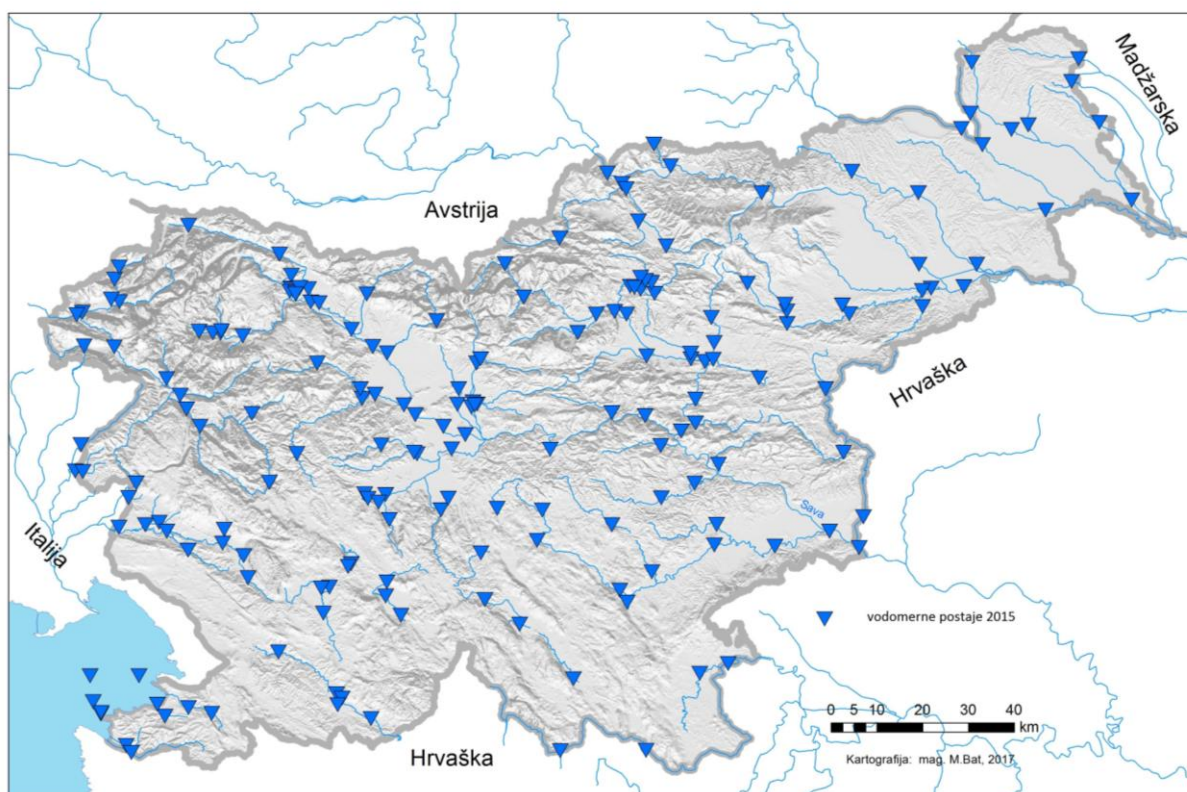 Madžarska
Avstrija
Hrvaška
Sava
Italija
vodomerne postaje 2015
0 5 10 20 30 40
km
Hrvaška
Kartografija: mag. M.Bat, 2017